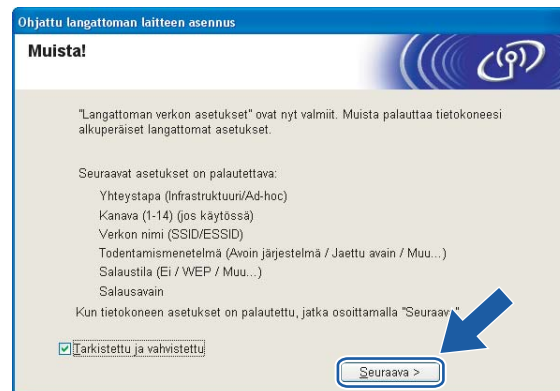 Ohjattu langattoman laitteen asennus
Muista!
"Langattoman verkon asetukset" ovat nyt valmiit. Muista palauttaa tietokoneesi
alkuperäiset langattomat asetukset.
Seuraavat asetukset on palautettava:
Yhteystapa (Infrastruktuuri/Ad-hoc)
Kanava (1-14) (jos käytössä)
Verkon nimi (SSID/ESSID)
Todentamismenetelmä (Avoin järjestelmä / Jaettu avain / Muu...)
Salaustila (Ei / WEP / Muu...)
Salausavain
Kun tietokoneen asetukset on palautettu, jatka osoittamalla "Seuraava"
Tarkistettu ja vahvistettu
Seuraava >